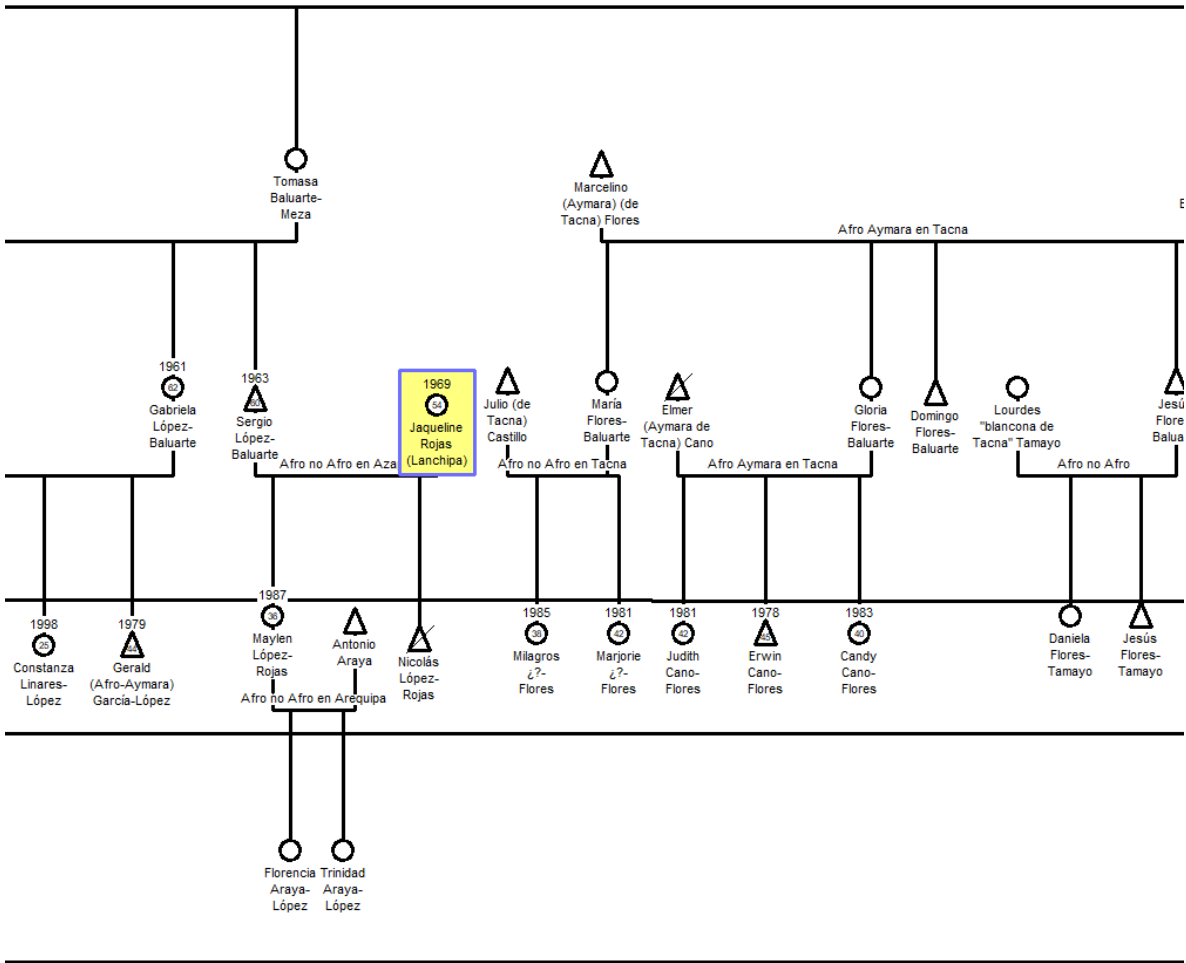 Tomasa
Baluarte-
Meza
Marcelino
(Aymara) (de
Tacna) Flores
Afro Aymara en Tacna
1961
62
Gabriela
López-
Baluarte
1963
60
Sergio
López-
Baluarte
1969
54
Jaqueline
Rojas
(Lanchipa)
Julio (de
Tacna)
Castillo
María
Flores-
Baluarte
Elmer
(Aymara de
Tacna) Cano
Gloria
Flores-
Baluarte
Domingo
Flores-
Baluarte
Lourdes
"blancona de
Tacna" Tamayo
Afro no Afro en Aza
Afro no Afro en Tacna
Afro Aymara en Tacna
Afro no Afro
1998
25
Constanza
Linares-
López
1979
44
Gerald
(Afro-Aymara)
García-López
1987
36
Maylen
López-
Rojas
Antonio
Araya
Nicolás
López-
Rojas
1985
38
Milagros
¿?-
Flores
1981
42
Marjorie
¿?-
Flores
1981
42
Judith
Cano-
Flores
1978
45
Erwin
Cano-
Flores
1983
40
Candy
Cano-
Flores
Daniela
Flores-
Tamayo
Jesús
Flores-
Tamayo
Afro no Afro en Arequipa
Florencia
Araya-
López
Trinidad
Araya-
López